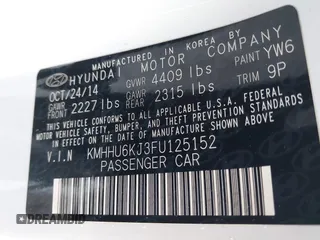 MANUFACTURED IN KOREA BY
HYUNDAI MOTOR COMPANY
OCT/24/14 GVWR 4409 lbs PAINT YW6
GAWR FRT 2227 lbs GAWR REAR 2315 lbs TRIM 9P
THIS VEHICLE CONFORMS TO ALL APPLICABLE
U.S. FEDERAL MOTOR VEHICLE
SAFETY, BUMPER, AND THEFT PREVENTION
STANDARDS IN EFFECT ON THE DATE OF
MANUFACTURE SHOWN ABOVE.
V.I.N KMHHU6KJ3FU125152
PASSENGER CAR
DREAMBID